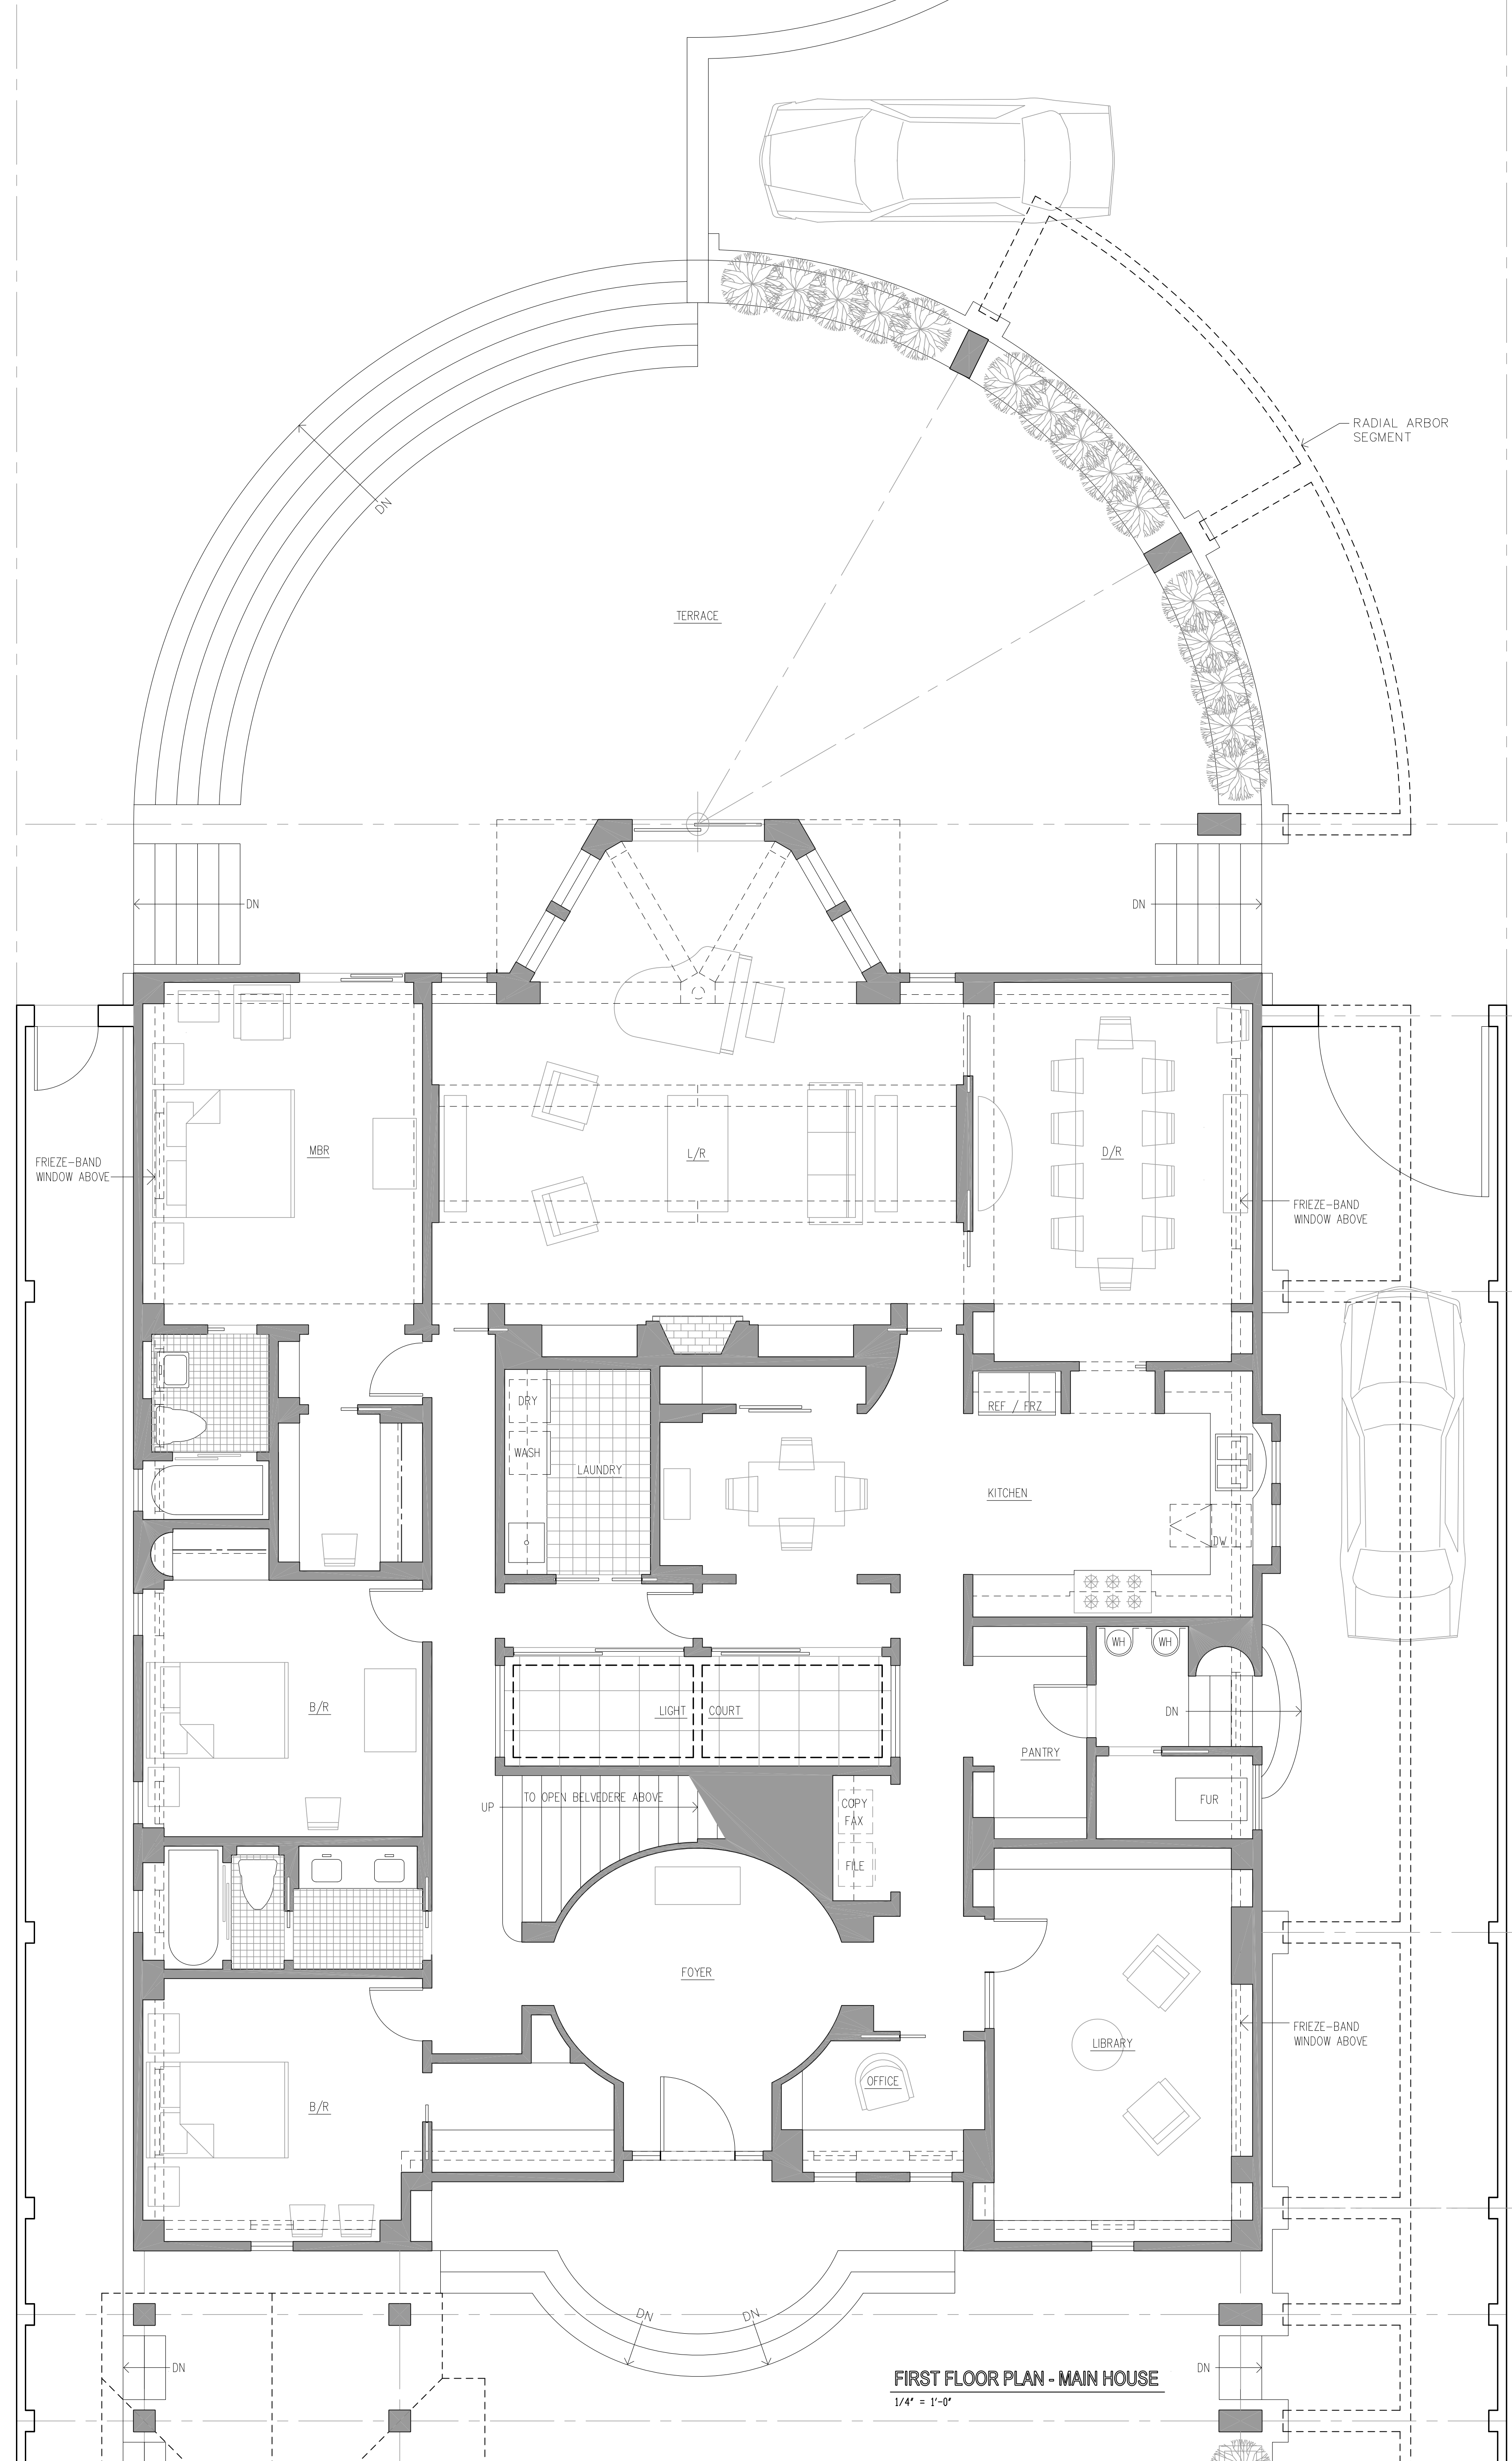 RADIAL ARBOR
SEGMENT
DN
TERRACE
DN
DN
MBR
L/R
D/R
FRIEZE-BAND
WINDOW ABOVE
FRIEZE-BAND
WINDOW ABOVE
DRY
REF / FRZ
WASH
LAUNDRY
KITCHEN
DW
WH
WH
B/R
LIGHT
COURT
DN
PANTRY
UP
TO OPEN BELVEDERE ABOVE
COPY
FAX
FUR
FILE
FOYER
FRIEZE-BAND
WINDOW ABOVE
LIBRARY
OFFICE
B/R
DN
DN
DN
DN
FIRST FLOOR PLAN - MAIN HOUSE
1/4" = 1'-0"